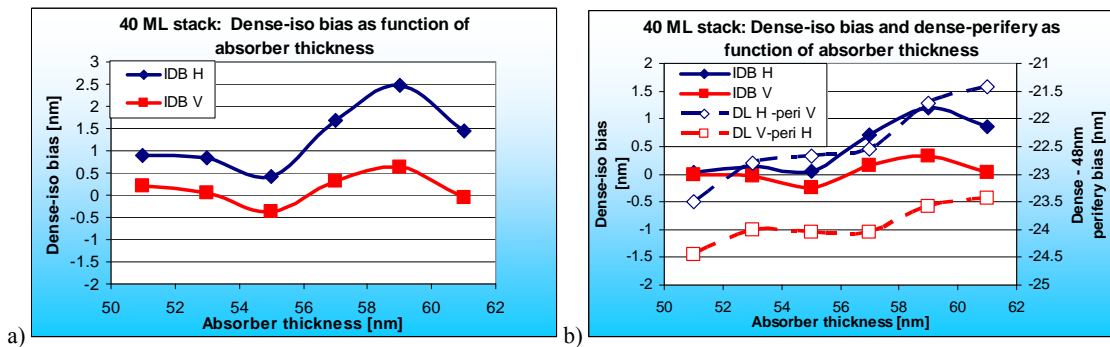 40 ML stack: Dense-iso bias as function of
absorber thickness
IDB H
IDB V
Dense-iso bias [nm]
3
2.5
2
1.5
1
0.5
0
-0.5
-1
-1.5
-2
50
52
54
56
58
60
62
Absorber thickness [nm]
a)
40 ML stack: Dense-iso bias and dense-perifery as
function of absorber thickness
IDB H
IDB V
DL H -peri V
DL V-peri H
Dense-iso bias
[nm]
2
1.5
1
0.5
0
-0.5
-1
-1.5
-2
-21
-21.5
-22
-22.5
-23
-23.5
-24
-24.5
-25
Dense - 48nm
perifery bias [nm]
50
52
54
56
58
60
62
Absorber thickness [nm]
b)